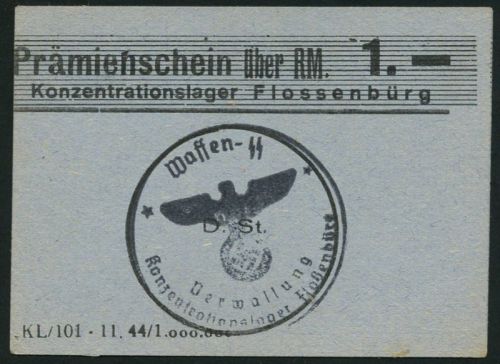 Prämienschein über RM. 1.—
Konzentrationslager Flossenbürg
Waffen-SS
D. St.
Verwaltung
Konzentrationslager Floßenbürg
KL/101 - 11. 44/1.000.000